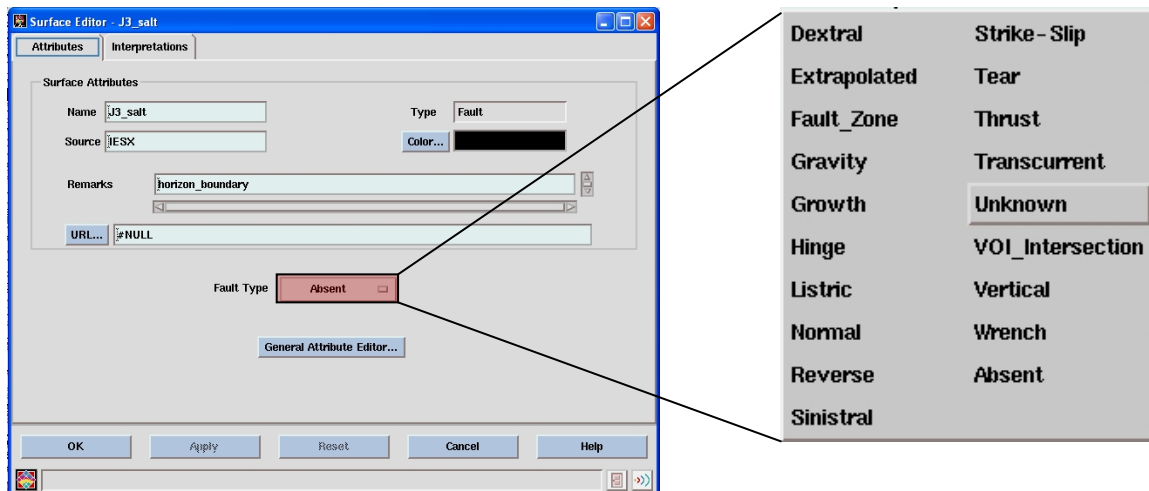 Surface Editor - J3_salt
Attributes Interpretations
Surface Attributes
Name J3_salt Type Fault
Source IESX Color...
Remarks horizon_boundary
URL... #NULL
Fault Type Absent
General Attribute Editor...
OK Apply Reset Cancel Help
Dextral Strike-Slip
Extrapolated Tear
Fault_Zone Thrust
Gravity Transcurrent
Growth Unknown
Hinge VOI_Intersection
Listric Vertical
Normal Wrench
Reverse Absent
Sinistral